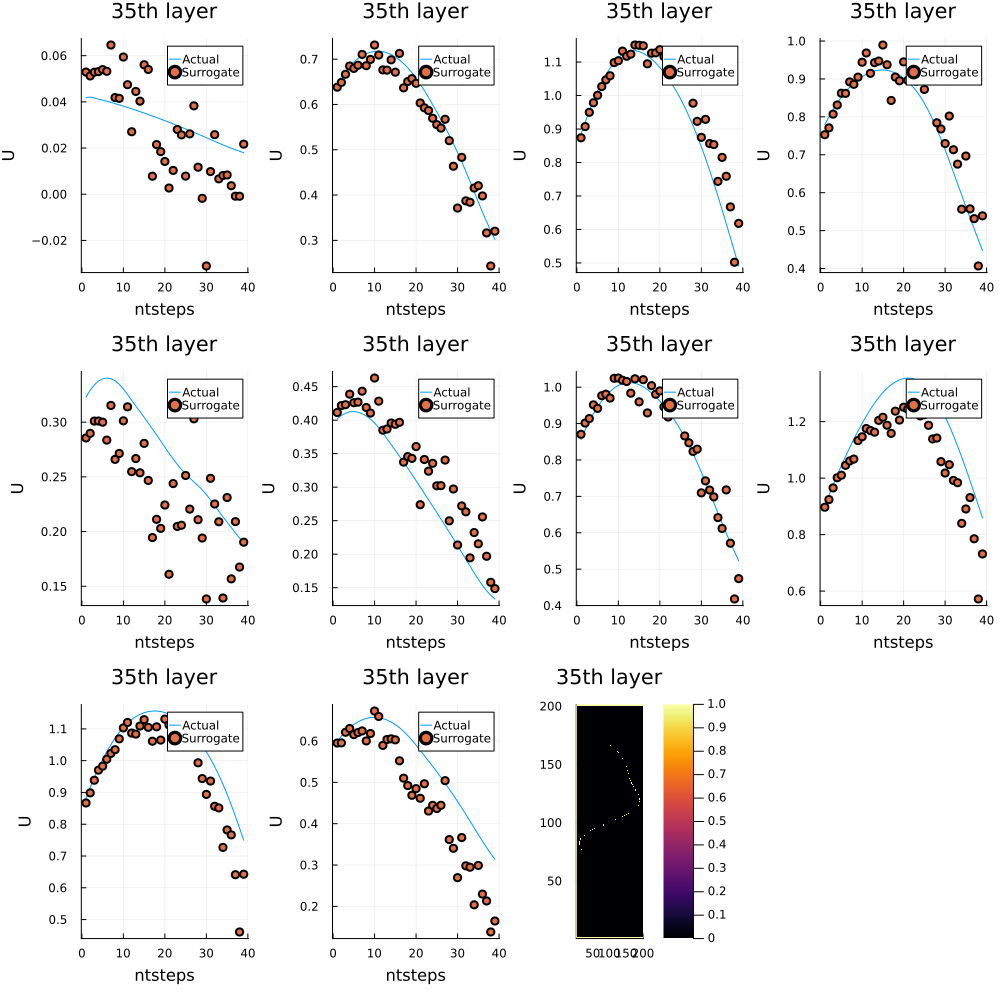 35th layer 35th layer 35th layer 35th layer
U 0.06 0.04 0.02 0.00 −0.02 Actual Surrogate
0 10 20 30 40
ntsteps
U 0.7 0.6 0.5 0.4 0.3 Actual Surrogate
0 10 20 30 40
ntsteps
U 1.1 1.0 0.9 0.8 0.7 0.6 0.5 Actual Surrogate
0 10 20 30 40
ntsteps
U 1.0 0.9 0.8 0.7 0.6 0.5 0.4 Actual Surrogate
0 10 20 30 40
ntsteps
35th layer 35th layer 35th layer 35th layer
U 0.30 0.25 0.20 0.15 Actual Surrogate
0 10 20 30 40
ntsteps
U 0.45 0.40 0.35 0.30 0.25 0.20 0.15 Actual Surrogate
0 10 20 30 40
ntsteps
U 1.0 0.9 0.8 0.7 0.6 0.5 0.4 Actual Surrogate
0 10 20 30 40
ntsteps
U 1.2 1.0 0.8 0.6 Actual Surrogate
0 10 20 30 40
ntsteps
35th layer 35th layer 35th layer
U 1.1 1.0 0.9 0.8 0.7 0.6 0.5 Actual Surrogate
0 10 20 30 40
ntsteps
U 0.6 0.5 0.4 0.3 0.2 Actual Surrogate
0 10 20 30 40
ntsteps
200 150 100 50
50 100 150 200
1.0 0.9 0.8 0.7 0.6 0.5 0.4 0.3 0.2 0.1 0